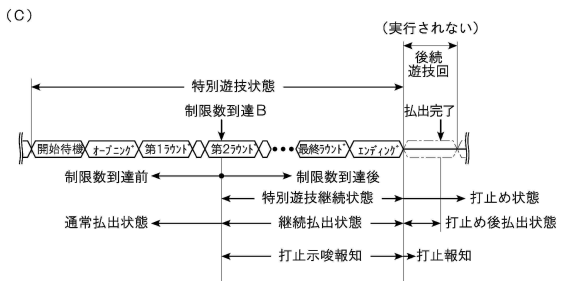 (C)
(実行されない)
後続
遊技回
特別遊技状態
制限数到達B
払出完了
開始待機 オープニング 第1ラウンド 第2ラウンド ••• 最終ラウンド エンディング
制限数到達前 制限数到達後
特別遊技継続状態 打止め状態
通常払出状態 継続払出状態 打止め後払出状態
打止示唆報知 打止報知